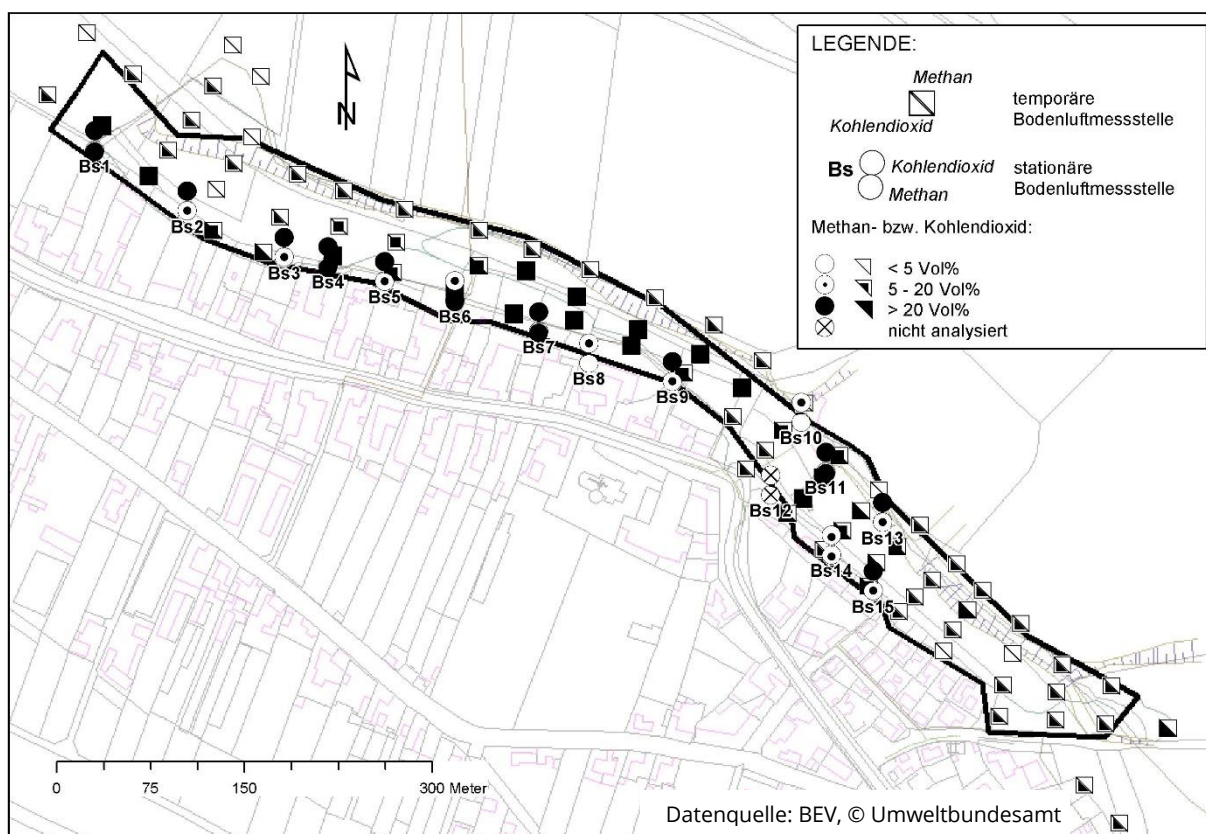 LEGENDE:
Methan
Kohlendioxid
temporäre
Bodenluftmessstelle
Bs
Kohlendioxid
Methan
stationäre
Bodenluftmessstelle
Methan- bzw. Kohlendioxid:
< 5 Vol%
5 - 20 Vol%
> 20 Vol%
nicht analysiert
N
Bs1
Bs2
Bs3
Bs4
Bs5
Bs6
Bs7
Bs8
Bs9
Bs10
Bs11
Bs12
Bs13
Bs14
Bs15
0 75 150 300 Meter
Datenquelle: BEV, © Umweltbundesamt